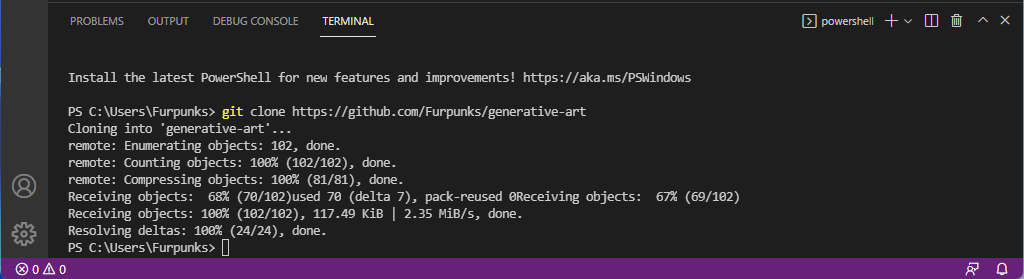 PROBLEMS OUTPUT DEBUG CONSOLE TERMINAL powershell
Install the latest PowerShell for new features and improvements! https://aka.ms/PSWindows
PS C:\Users\Furpunks> git clone https://github.com/Furpunks/generative-art
Cloning into 'generative-art'...
remote: Enumerating objects: 102, done.
remote: Counting objects: 100% (102/102), done.
remote: Compressing objects: 100% (81/81), done.
Receiving objects:  68% (70/102)used 70 (delta 7), pack-reused 0Receiving objects:  67% (69/102)
Receiving objects: 100% (102/102), 117.49 KiB | 2.35 MiB/s, done.
Resolving deltas: 100% (24/24), done.
PS C:\Users\Furpunks>
0 0